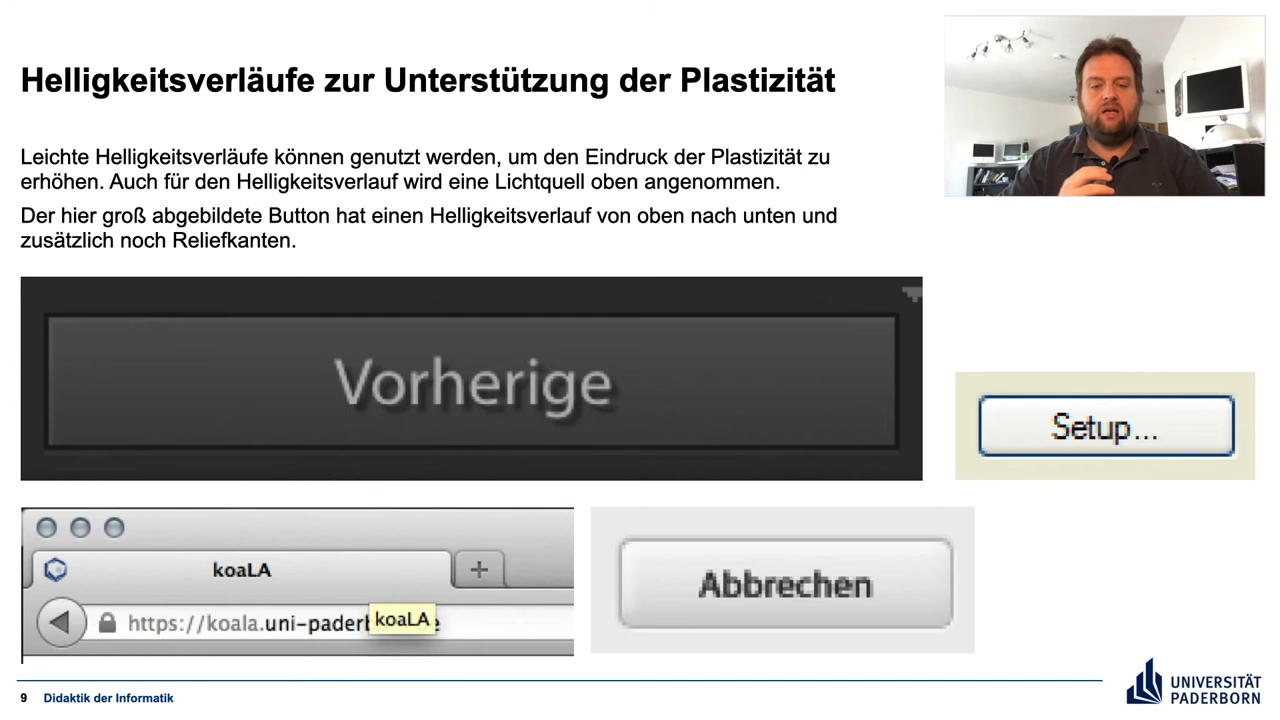 Helligkeitsverläufe zur Unterstützung der Plastizität
Leichte Helligkeitsverläufe können genutzt werden, um den Eindruck der Plastizität zu
erhöhen. Auch für den Helligkeitsverlauf wird eine Lichtquell oben angenommen.
Der hier groß abgebildete Button hat einen Helligkeitsverlauf von oben nach unten und
zusätzlich noch Reliefkanten.
Vorherige
Setup...
koaLA
https://koala.uni-paderb
koaLA
e
Abbrechen
9 Didaktik der Informatik
UNIVERSITÄT
PADERBORN